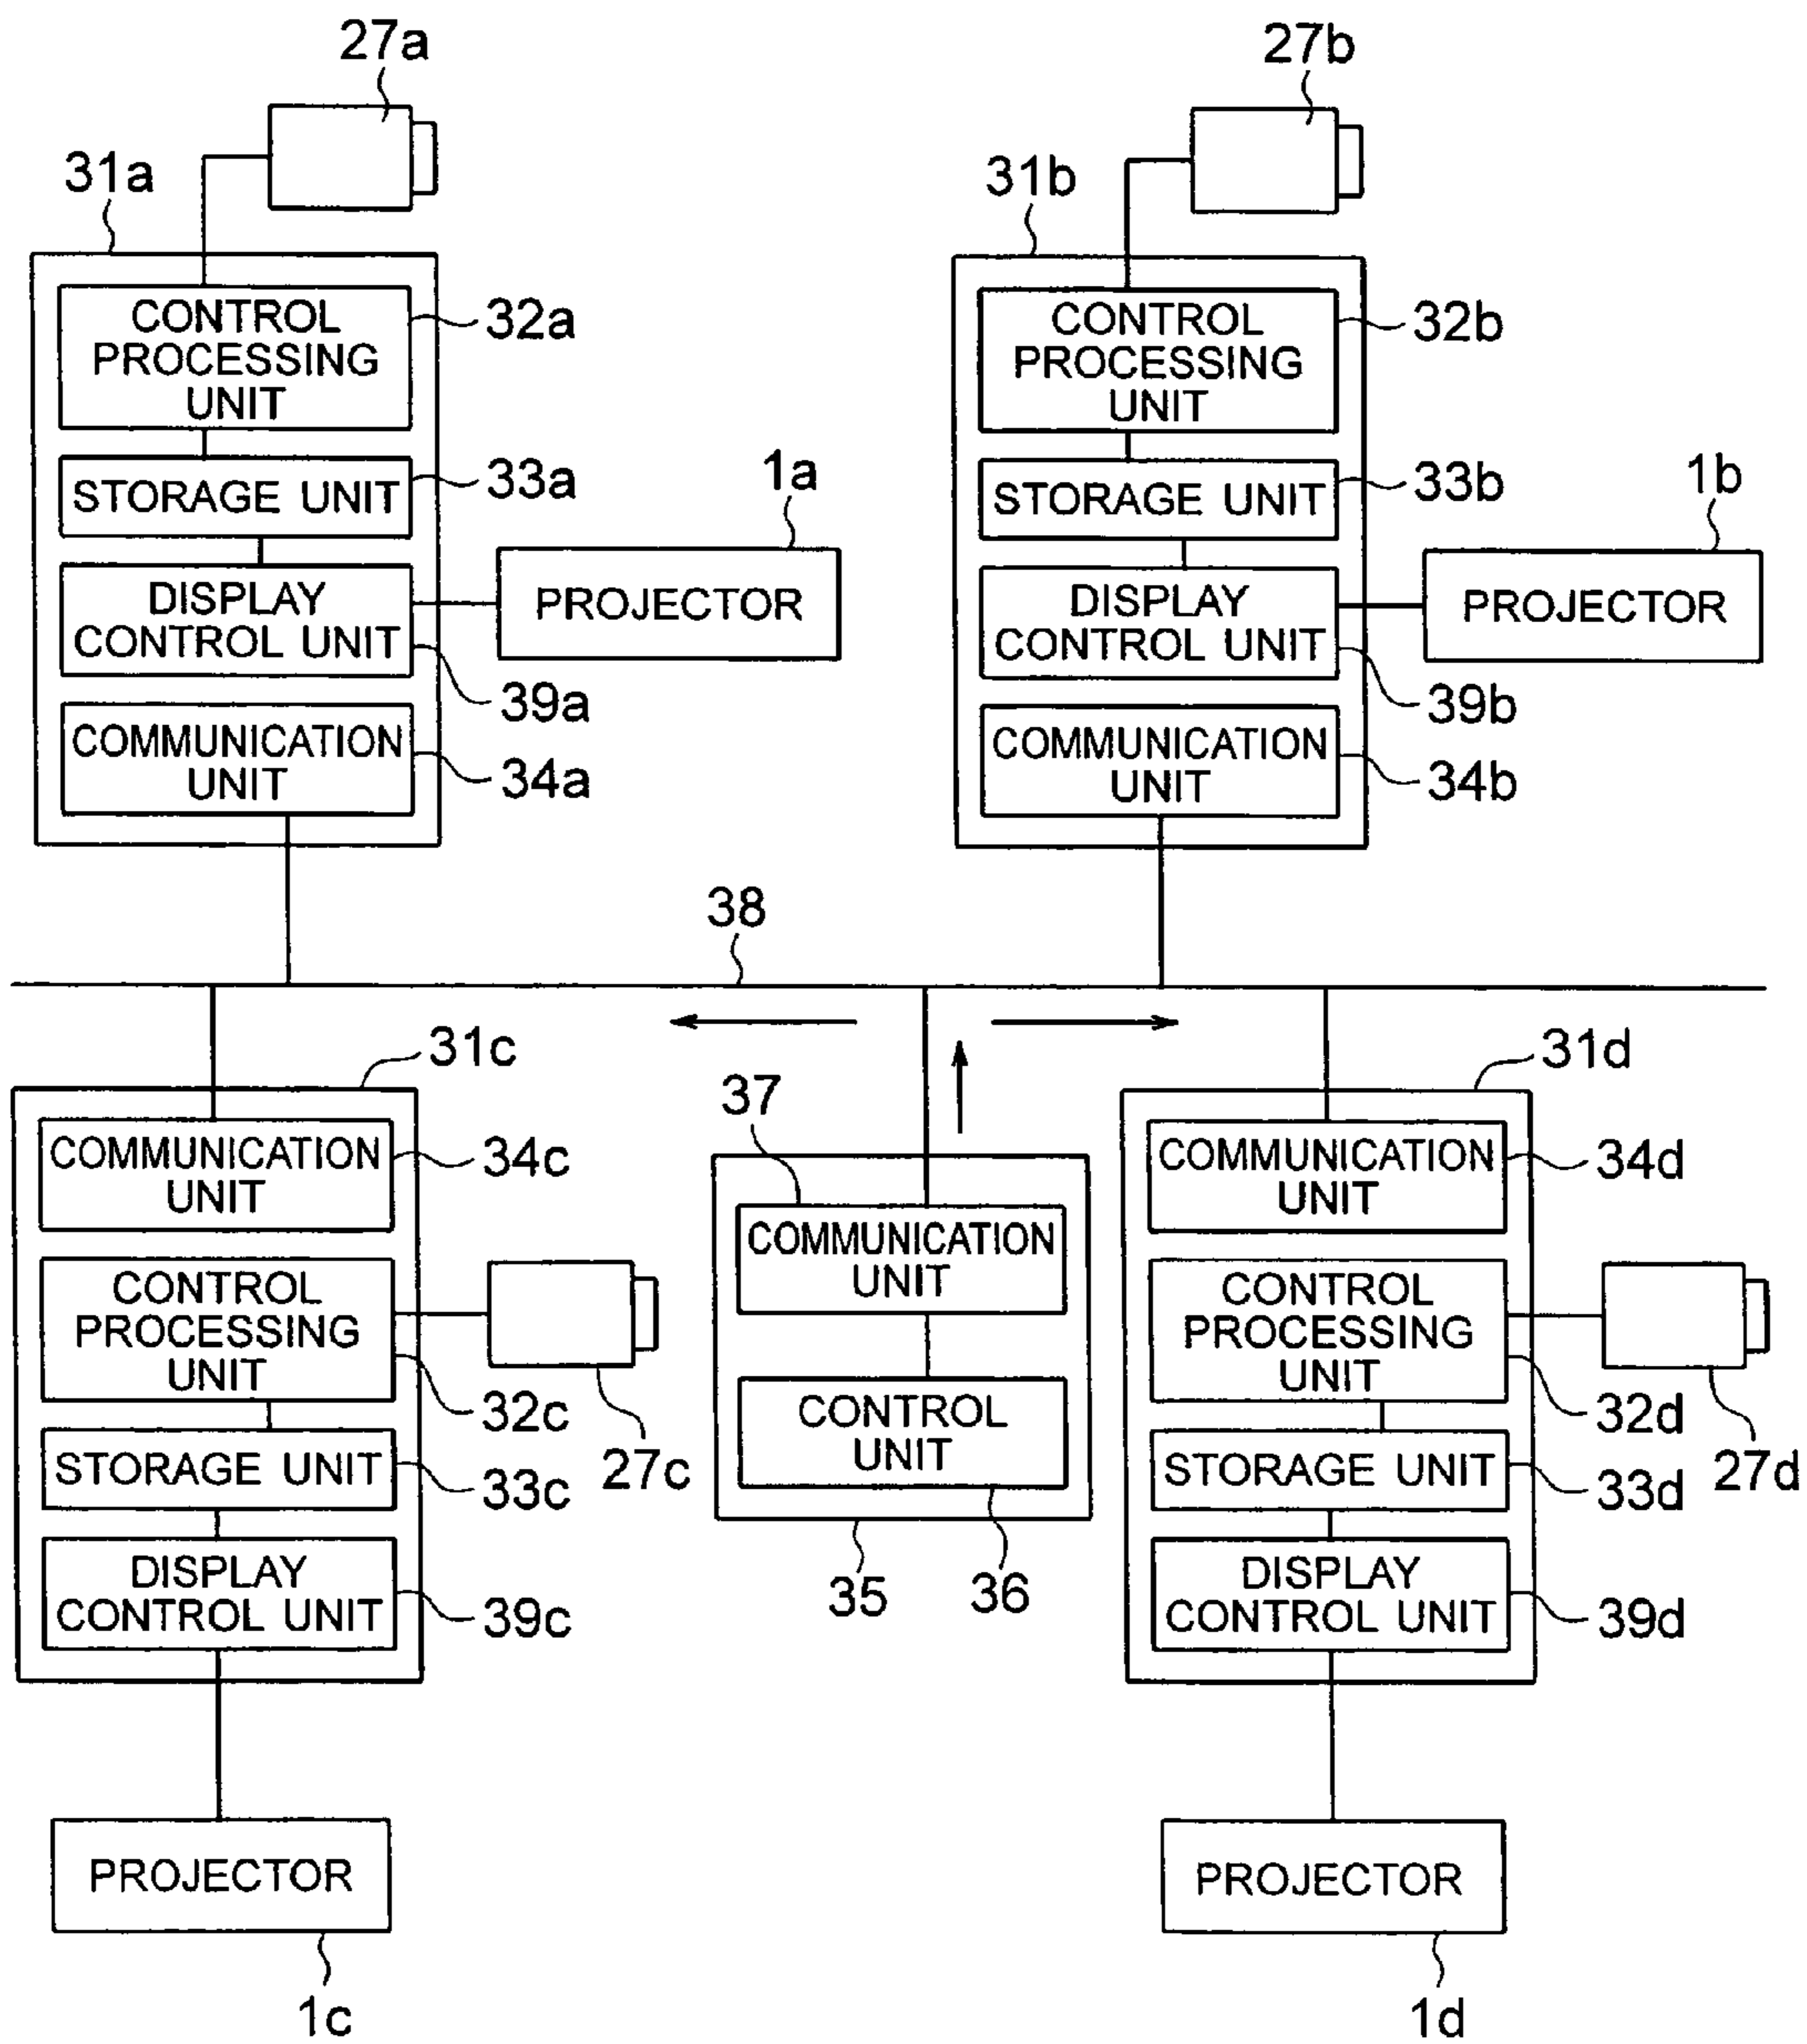 27a
27b
31a
31b
CONTROL
PROCESSING
UNIT
32a
CONTROL
PROCESSING
UNIT
32b
STORAGE UNIT
33a
1a
STORAGE UNIT
33b
1b
DISPLAY
CONTROL UNIT
PROJECTOR
DISPLAY
CONTROL UNIT
PROJECTOR
39a
39b
COMMUNICATION
UNIT
34a
COMMUNICATION
UNIT
34b
38
31c
31d
37
COMMUNICATION
UNIT
34c
COMMUNICATION
UNIT
COMMUNICATION
UNIT
34d
CONTROL
PROCESSING
UNIT
32c
27c
CONTROL
UNIT
CONTROL
PROCESSING
UNIT
32d
27d
STORAGE UNIT
33c
STORAGE UNIT
33d
35
36
DISPLAY
CONTROL UNIT
39c
DISPLAY
CONTROL UNIT
39d
PROJECTOR
PROJECTOR
1c
1d